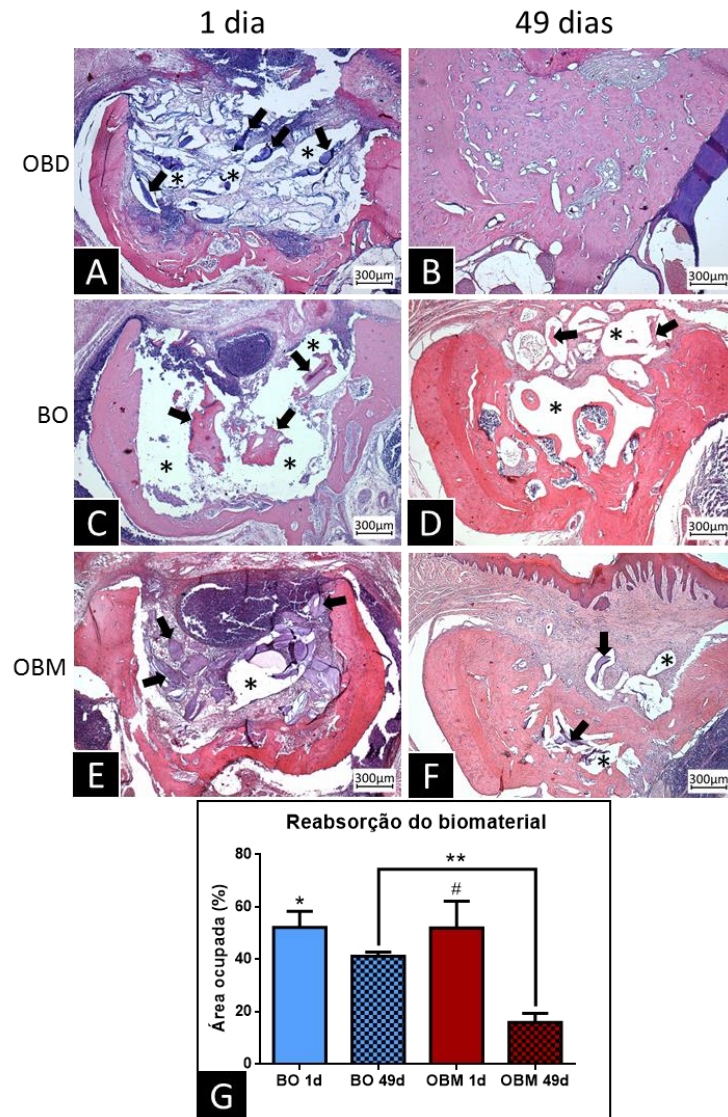 1 dia 49 dias
OBD
* * * *
A 300µm
B 300µm
BO
* * *
C 300µm
* *
D 300µm
OBM
*
E 300µm
* *
F 300µm
Reabsorção do biomaterial
Área ocupada (%)
80
60
40
20
0
* ** #
BO 1d BO 49d OBM 1d OBM 49d
G